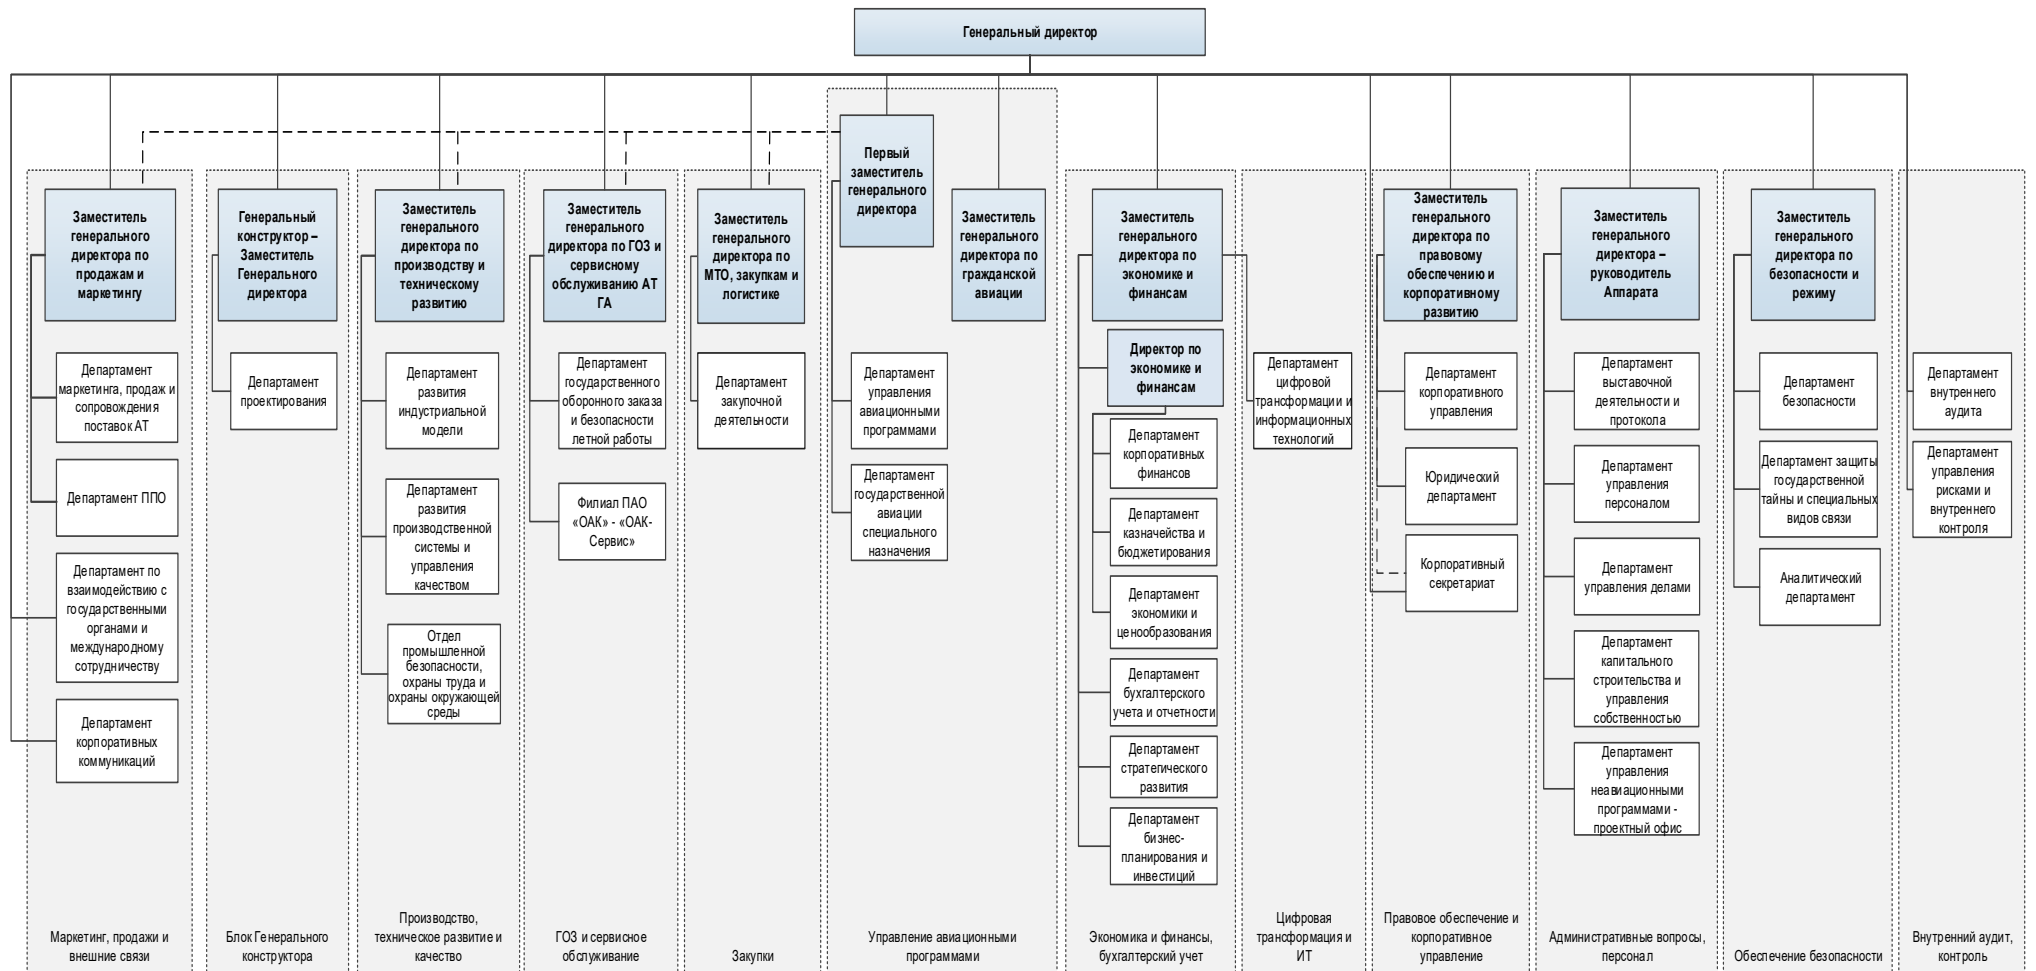 Генеральный директор
Первый
заместитель
генерального
директора
Заместитель
генерального
директора по
продажам и
маркетингу
Генеральный
конструктор –
Заместитель
Генерального
директора
Заместитель
генерального
директора по
производству и
техническому
развитию
Заместитель
генерального
директора по ГОЗ и
сервисному
обслуживанию АТ
ГА
Заместитель
генерального
директора по
МТО, закупкам и
логистике
Заместитель
генерального
директора по
гражданской
авиации
Заместитель
генерального
директора по
экономике и
финансам
Заместитель
генерального
директора по
правовому
обеспечению и
корпоративному
развитию
Заместитель
генерального
директора –
руководитель
Аппарата
Заместитель
генерального
директора по
безопасности и
режиму
Департамент
маркетинга, продаж и
сопровождения
поставок АТ
Департамент ППО
Департамент по
взаимодействию с
государственными
органами и
международному
сотрудничеству
Департамент
корпоративных
коммуникаций
Департамент
проектирования
Департамент
развития
индустриальной
модели
Департамент
развития
производственной
системы и
управления
качеством
Отдел
промышленной
безопасности,
охраны труда и
охраны окружающей
среды
Департамент
государственного
оборонного заказа
и безопасности
летной работы
Филиал ПАО
«ОАК» - «ОАК-
Сервис»
Департамент
закупочной
деятельности
Департамент
управления
авиационными
программами
Департамент
государственной
авиации
специального
назначения
Директор по
экономике и
финансам
Департамент
корпоративных
финансов
Департамент
казначейства и
бюджетирования
Департамент
экономики и
ценообразования
Департамент
бухгалтерского
учета и отчетности
Департамент
стратегического
развития
Департамент
бизнес-
планирования и
инвестиций
Департамент
цифровой
трансформации и
информационных
технологий
Департамент
корпоративного
управления
Юридический
департамент
Корпоративный
секретариат
Департамент
выставочной
деятельности и
протокола
Департамент
управления
персоналом
Департамент
управления делами
Департамент
капитального
строительства и
управления
собственностью
Департамент
управления
неавиационными
программами -
проектный офис
Департамент
безопасности
Департамент защиты
государственной
тайны и специальных
видов связи
Аналитический
департамент
Департамент
внутреннего
аудита
Департамент
управления
рисками и
внутреннего
контроля
Маркетинг, продажи и
внешние связи
Блок Генерального
конструктора
Производство,
техническое развитие и
качество
ГОЗ и сервисное
обслуживание
Закупки
Управление авиационными
программами
Экономика и финансы,
бухгалтерский учет
Цифровая
трансформация и
ИТ
Правовое обеспечение и
корпоративное
управление
Административные вопросы,
персонал
Обеспечение безопасности
Внутренний аудит,
контроль